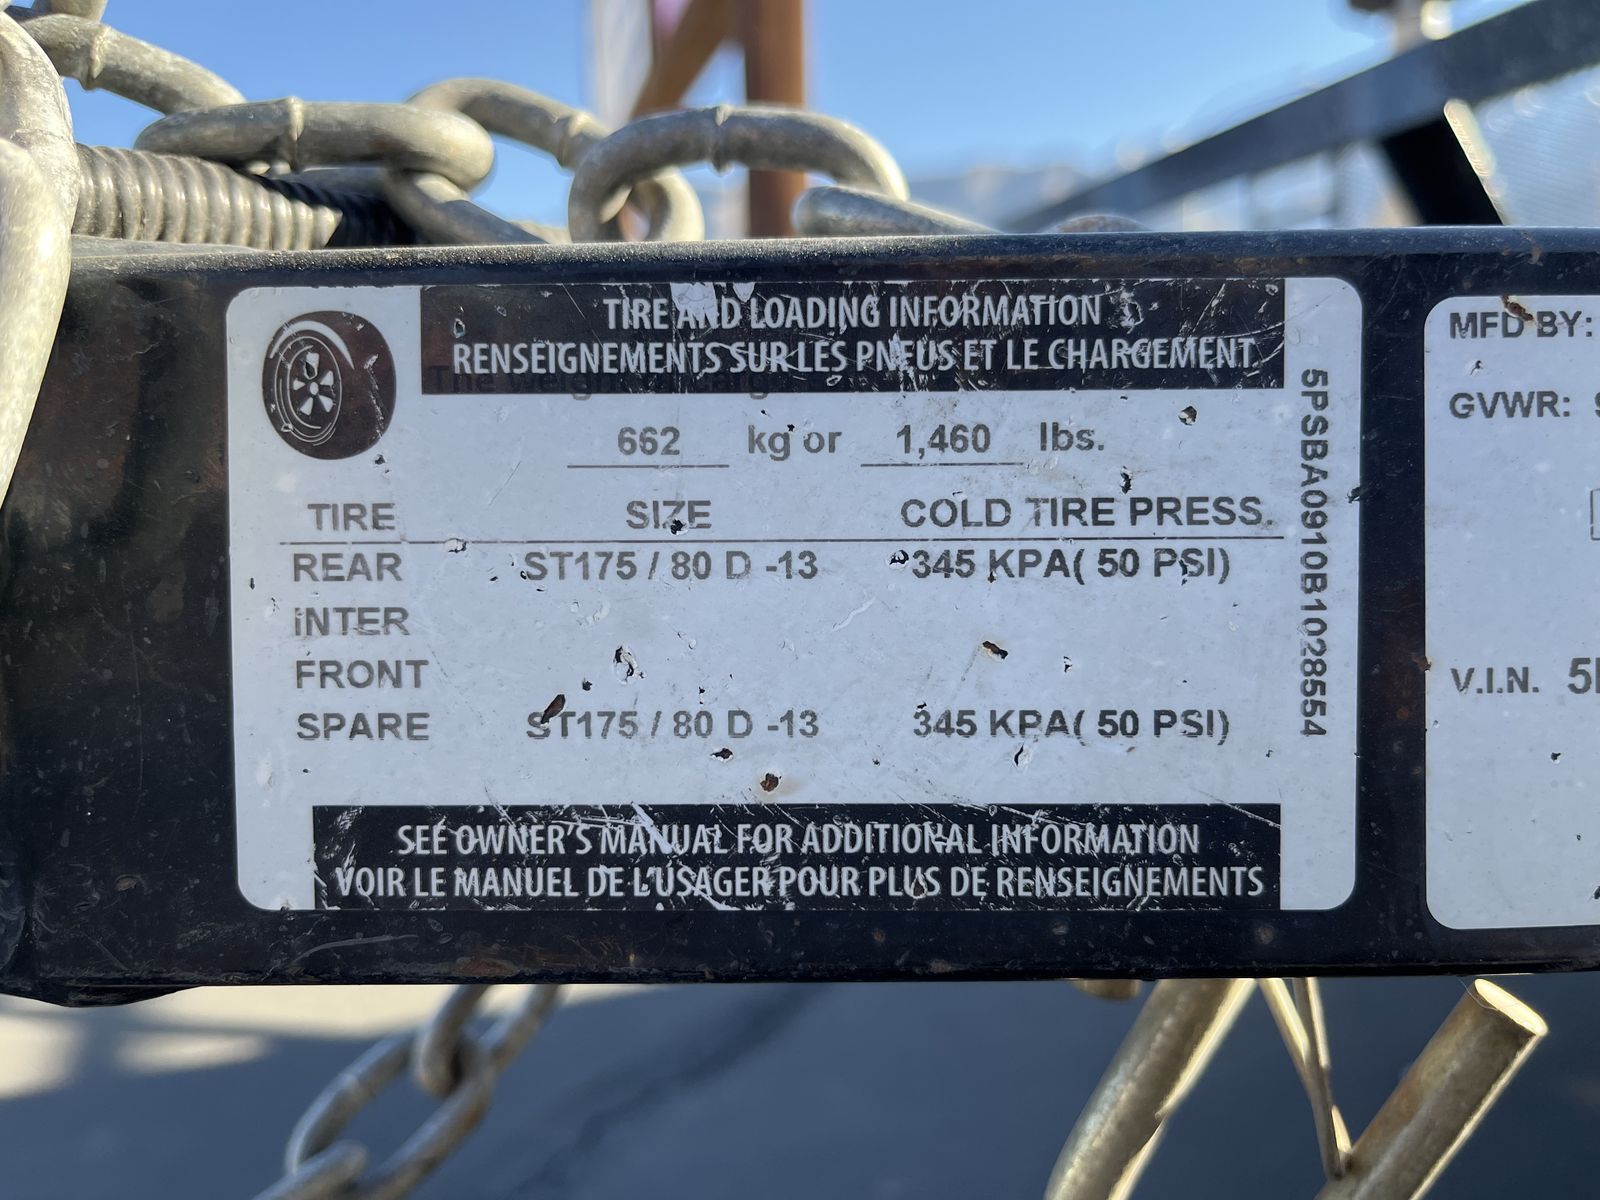 TIRE AND LOADING INFORMATION
RENSEIGNEMENTS SUR LES PNEUS ET LE CHARGEMENT
The weight
662 kg or 1,460 lbs.
TIRE SIZE COLD TIRE PRESS.
REAR ST175 / 80 D -13 345 KPA( 50 PSI)
INTER
FRONT
SPARE ST175 / 80 D -13 345 KPA( 50 PSI)
SEE OWNER'S MANUAL FOR ADDITIONAL INFORMATION
VOIR LE MANUEL DE L'USAGER POUR PLUS DE RENSEIGNEMENTS
5PSBA0910B1028554
MFD BY:
GVWR:
V.I.N.